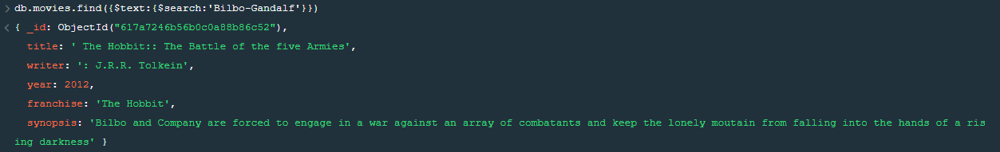 > db.movies.find({$text:{$search:'Bilbo-Gandalf'}})
< { _id: ObjectId("617a7246b56b0c0a88b86c52"),
title: ' The Hobbit:: The Battle of the five Armies',
writer: ': J.R.R. Tolkein',
year: 2012,
franchise: 'The Hobbit',
synopsis: 'Bilbo and Company are forced to engage in a war against an array of combatants and keep the lonely moutain from falling into the hands of a ris
ing darkness' }